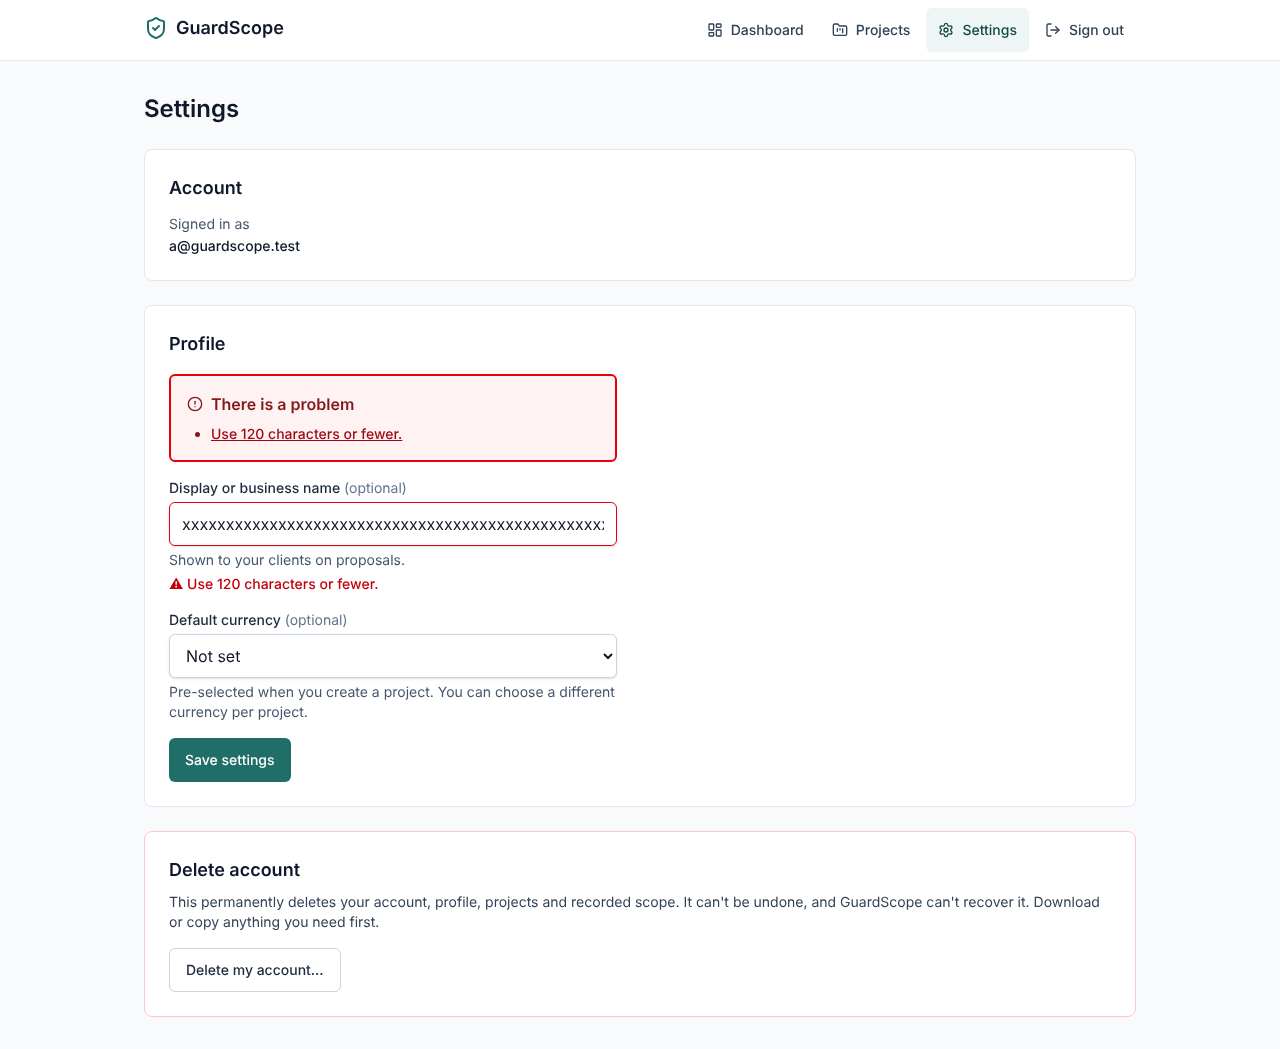 GuardScope
Dashboard
Projects
Settings
Sign out
Settings
Account
Signed in as
a@guardscope.test
Profile
There is a problem
Use 120 characters or fewer.
Display or business name (optional)
Shown to your clients on proposals.
Use 120 characters or fewer.
Default currency (optional)
Not set
Pre-selected when you create a project. You can choose a different
currency per project.
Save settings
Delete account
This permanently deletes your account, profile, projects and recorded scope. It can't be undone, and GuardScope can't recover it. Download
or copy anything you need first.
Delete my account...